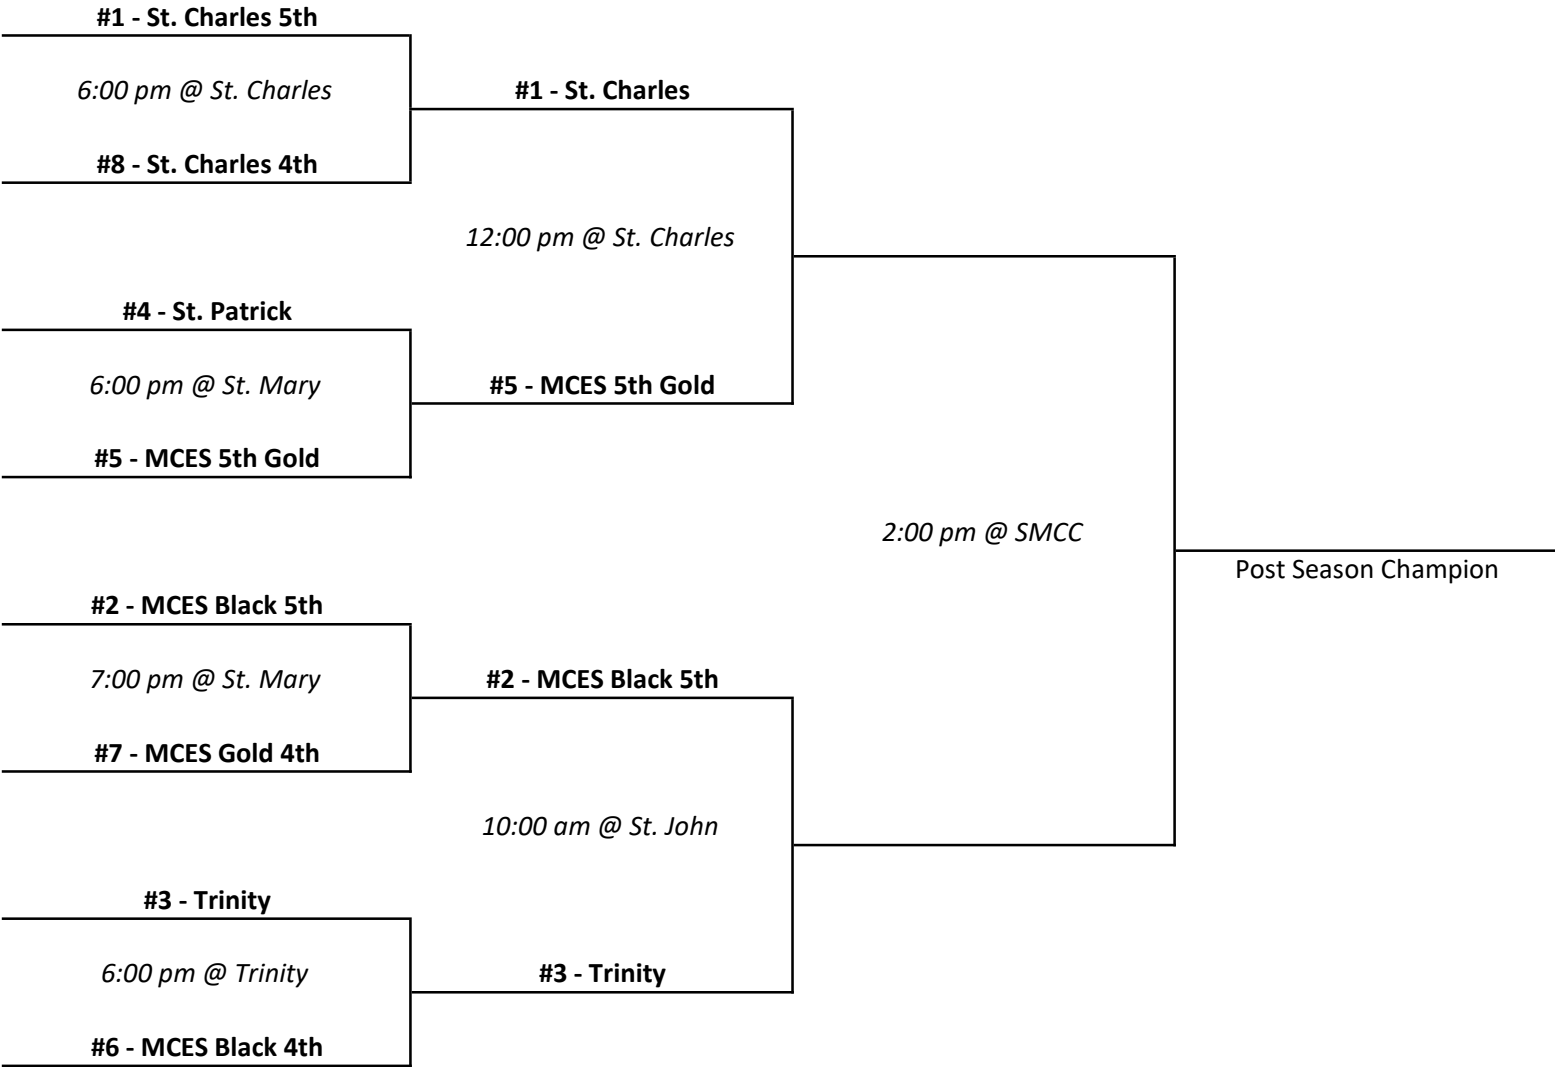 #1 - St. Charles 5th
6:00 pm @ St. Charles
#1 - St. Charles
#8 - St. Charles 4th
12:00 pm @ St. Charles
#4 - St. Patrick
6:00 pm @ St. Mary
#5 - MCES 5th Gold
#5 - MCES 5th Gold
2:00 pm @ SMCC
Post Season Champion
#2 - MCES Black 5th
7:00 pm @ St. Mary
#2 - MCES Black 5th
#7 - MCES Gold 4th
10:00 am @ St. John
#3 - Trinity
6:00 pm @ Trinity
#3 - Trinity
#6 - MCES Black 4th